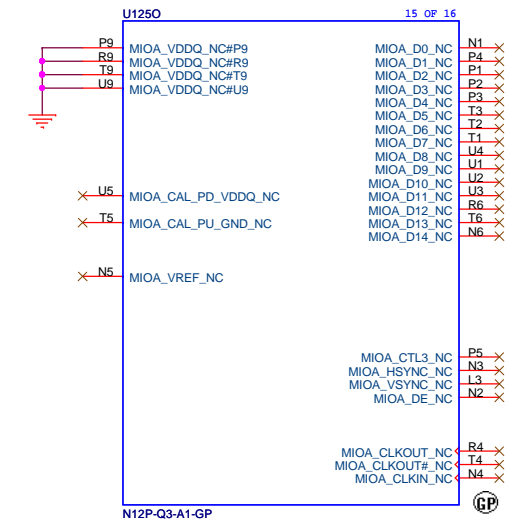 U125O 15 OF 16
P9 MIOA_VDDQ_NC#P9 MIOA_D0_NC N1
R9 MIOA_VDDQ_NC#R9 MIOA_D1_NC P4
T9 MIOA_VDDQ_NC#T9 MIOA_D2_NC P1
U9 MIOA_VDDQ_NC#U9 MIOA_D3_NC P2
MIOA_D4_NC P3
MIOA_D5_NC T3
MIOA_D6_NC T2
MIOA_D7_NC T1
MIOA_D8_NC U4
MIOA_D9_NC U1
MIOA_D10_NC U2
U5 MIOA_CAL_PD_VDDQ_NC MIOA_D11_NC U3
MIOA_D12_NC R6
T5 MIOA_CAL_PU_GND_NC MIOA_D13_NC T6
MIOA_D14_NC N6
N5 MIOA_VREF_NC
MIOA_CTL3_NC P5
MIOA_HSYNC_NC N3
MIOA_VSYNC_NC L3
MIOA_DE_NC N2
MIOA_CLKOUT_NC R4
MIOA_CLKOUT#_NC T4
MIOA_CLKIN_NC N4
GP
N12P-Q3-A1-GP